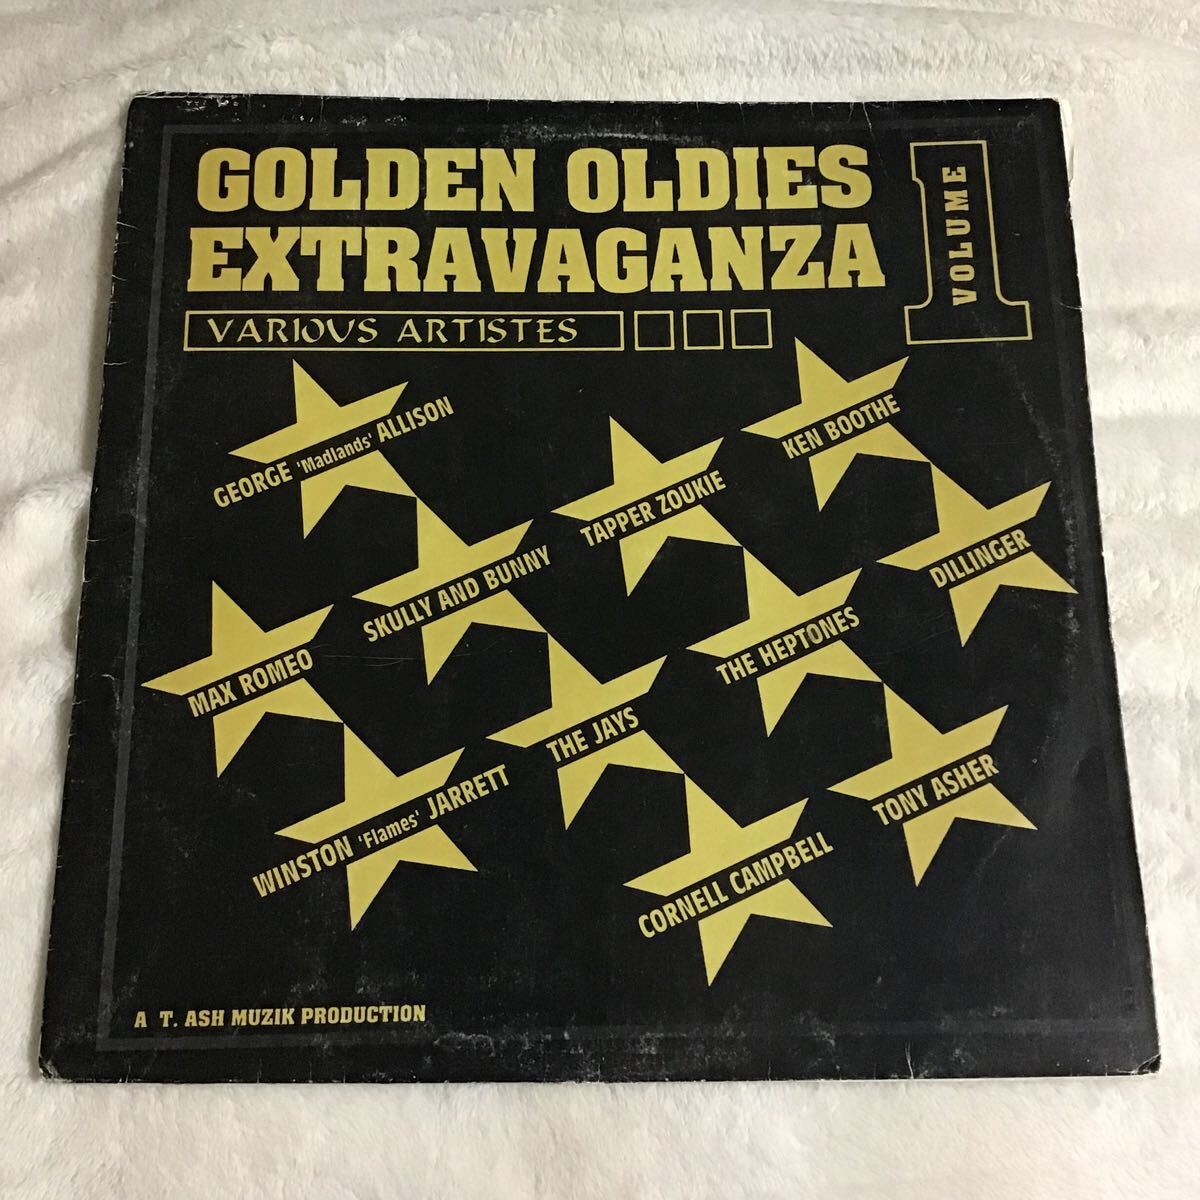 GOLDEN OLDIES
EXTRAVAGANZA
VOLUME
1
VARIOUS ARTISTES
GEORGE 'Madlands' ALLISON
KEN BOOTHE
TAPPER ZOUKIE
SKULLY AND BUNNY
DILLINGER
MAX ROMEO
THE HEPTONES
THE JAYS
WINSTON 'Flames' JARRETT
TONY ASHER
CORNELL CAMPBELL
A T. ASH MUZIK PRODUCTION